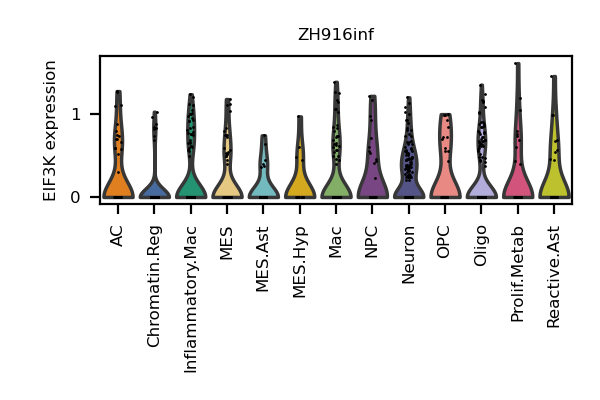 ZH916inf
EIF3K expression
1
0
AC
Chromatin.Reg
Inflammatory.Mac
MES
MES.Ast
MES.Hyp
Mac
NPC
Neuron
OPC
Oligo
Prolif.Metab
Reactive.Ast